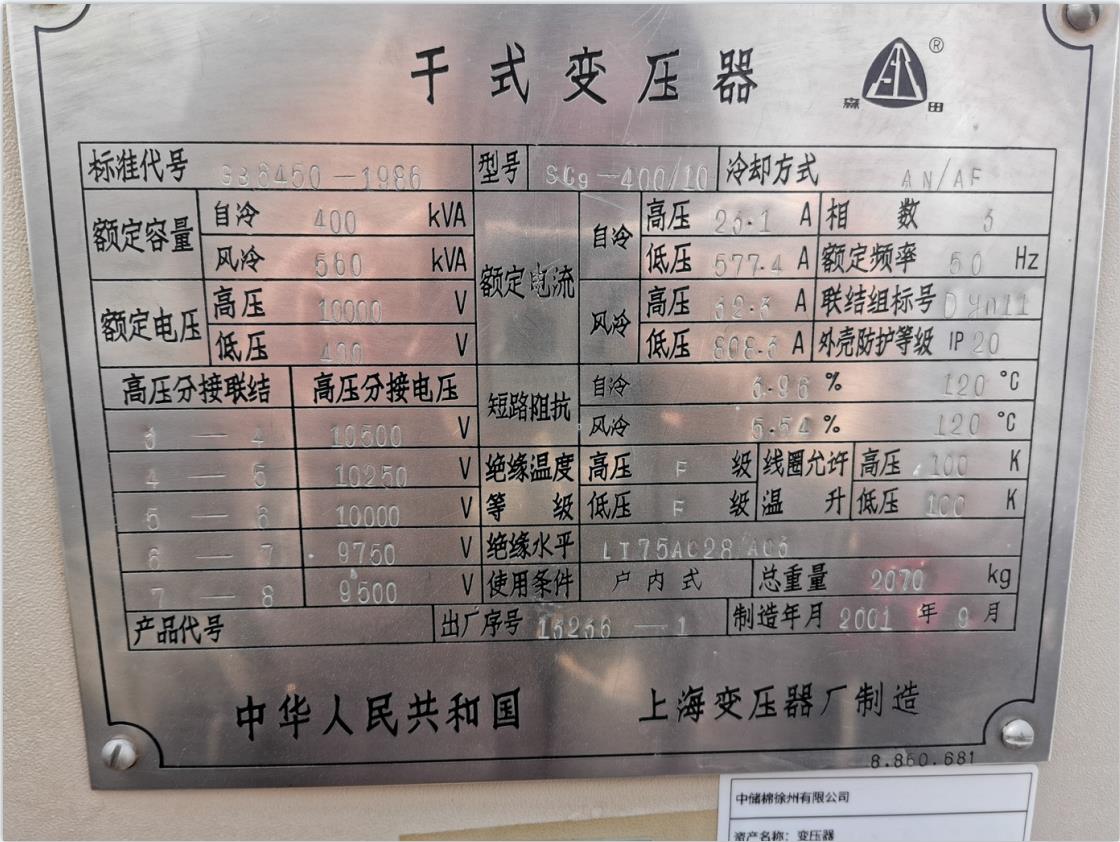 干式变压器
®
森田
标准代号 GB6450—1986 型号 SC9—400/10 冷却方式 AN/AF
额定容量 自冷 400 kVA 额定电流 自冷 高压 23.1 A 相数 3
风冷 560 kVA 低压 577.4 A 额定频率 50 Hz
额定电压 高压 10000 V 风冷 高压 32.3 A 联结组标号 Dyn11
低压 400 V 低压 808.3 A 外壳防护等级 IP20
高压分接联结 高压分接电压 短路阻抗 自冷 3.96 % 120 °C
3 — 4 10500 V 风冷 5.54 % 120 °C
4 — 5 10250 V 绝缘温度等级 高压 F 级 线圈允许温升 高压 100 K
5 — 6 10000 V 低压 F 级 低压 100 K
6 — 7 9750 V 绝缘水平 LI75AC28/AC3
7 — 8 9500 V 使用条件 户内式 总重量 2070 kg
产品代号 出厂序号 13236—1 制造年月 2001 年 9 月
中华人民共和国 上海变压器厂制造
8.860.681
中储棉徐州有限公司
资产名称：变压器